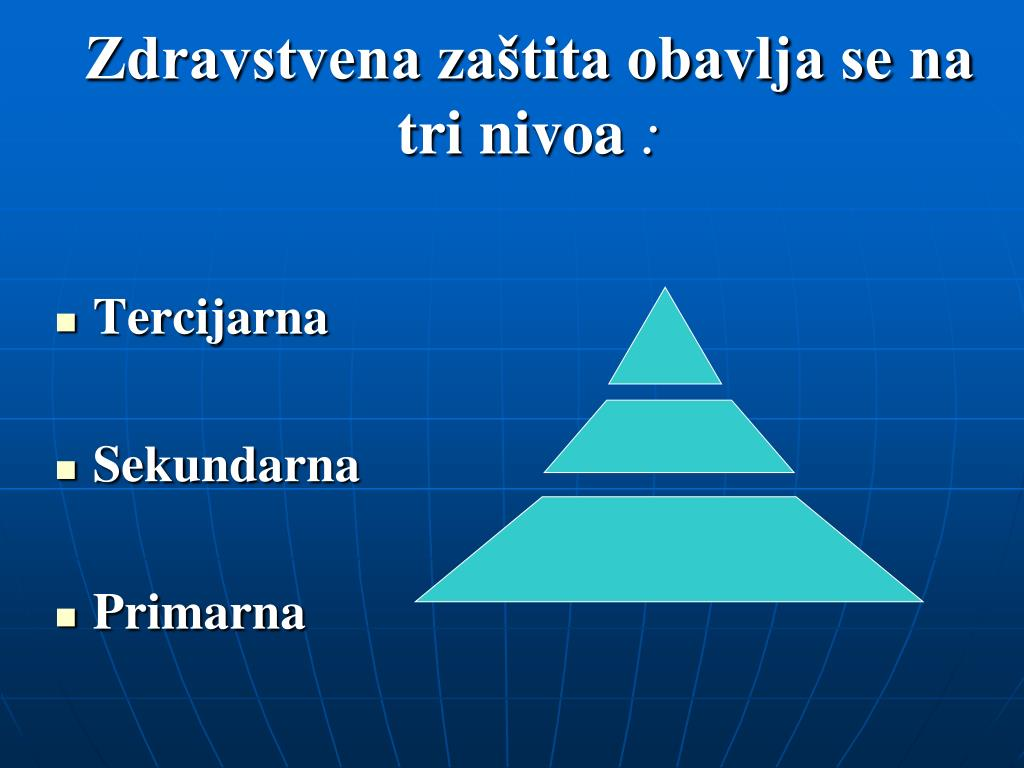 Zdravstvena zaštita obavlja se na
tri nivoa :
Tercijarna
Sekundarna
Primarna